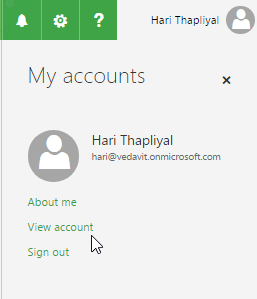 ?
Hari Thapliyal
My accounts
×
Hari Thapliyal
hari@vedavit.onmicrosoft.com
About me
View account
Sign out